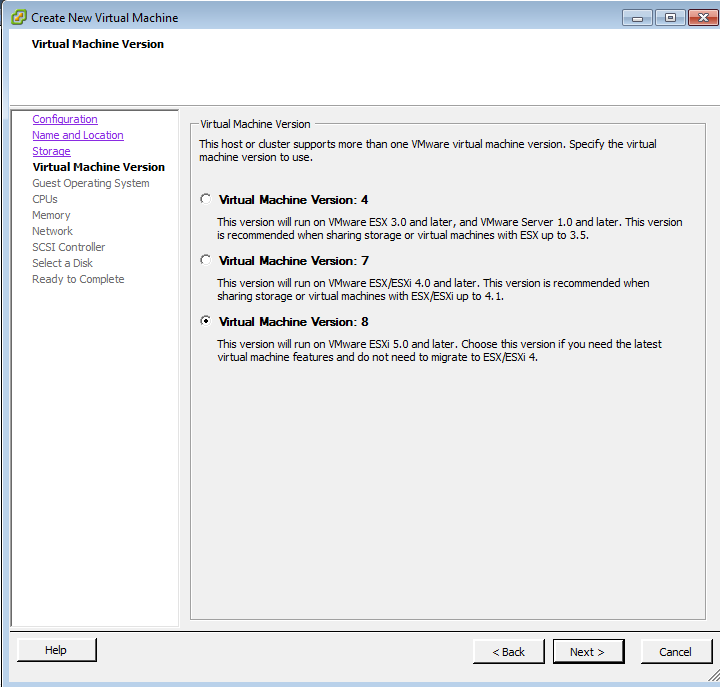 Create New Virtual Machine
Virtual Machine Version
Configuration
Name and Location
Storage
Virtual Machine Version
Guest Operating System
CPUs
Memory
Network
SCSI Controller
Select a Disk
Ready to Complete
Virtual Machine Version
This host or cluster supports more than one VMware virtual machine version. Specify the virtual
machine version to use.
Virtual Machine Version: 4
This version will run on VMware ESX 3.0 and later, and VMware Server 1.0 and later. This version
is recommended when sharing storage or virtual machines with ESX up to 3.5.
Virtual Machine Version: 7
This version will run on VMware ESX/ESXi 4.0 and later. This version is recommended when
sharing storage or virtual machines with ESX/ESXi up to 4.1.
Virtual Machine Version: 8
This version will run on VMware ESXi 5.0 and later. Choose this version if you need the latest
virtual machine features and do not need to migrate to ESX/ESXi 4.
Help
< Back
Next >
Cancel